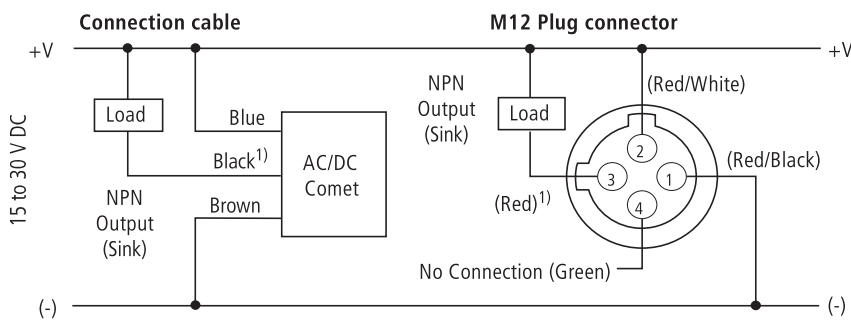 Connection cable
M12 Plug connector
+V
+V
15 to 30 V DC
Load
Blue
Black1)
Brown
AC/DC
Comet
NPN
Output
(Sink)
NPN
Output
(Sink)
Load
(Red/White)
(Red/Black)
(Red)1)
2
3
1
4
No Connection (Green)
(-)
(-)